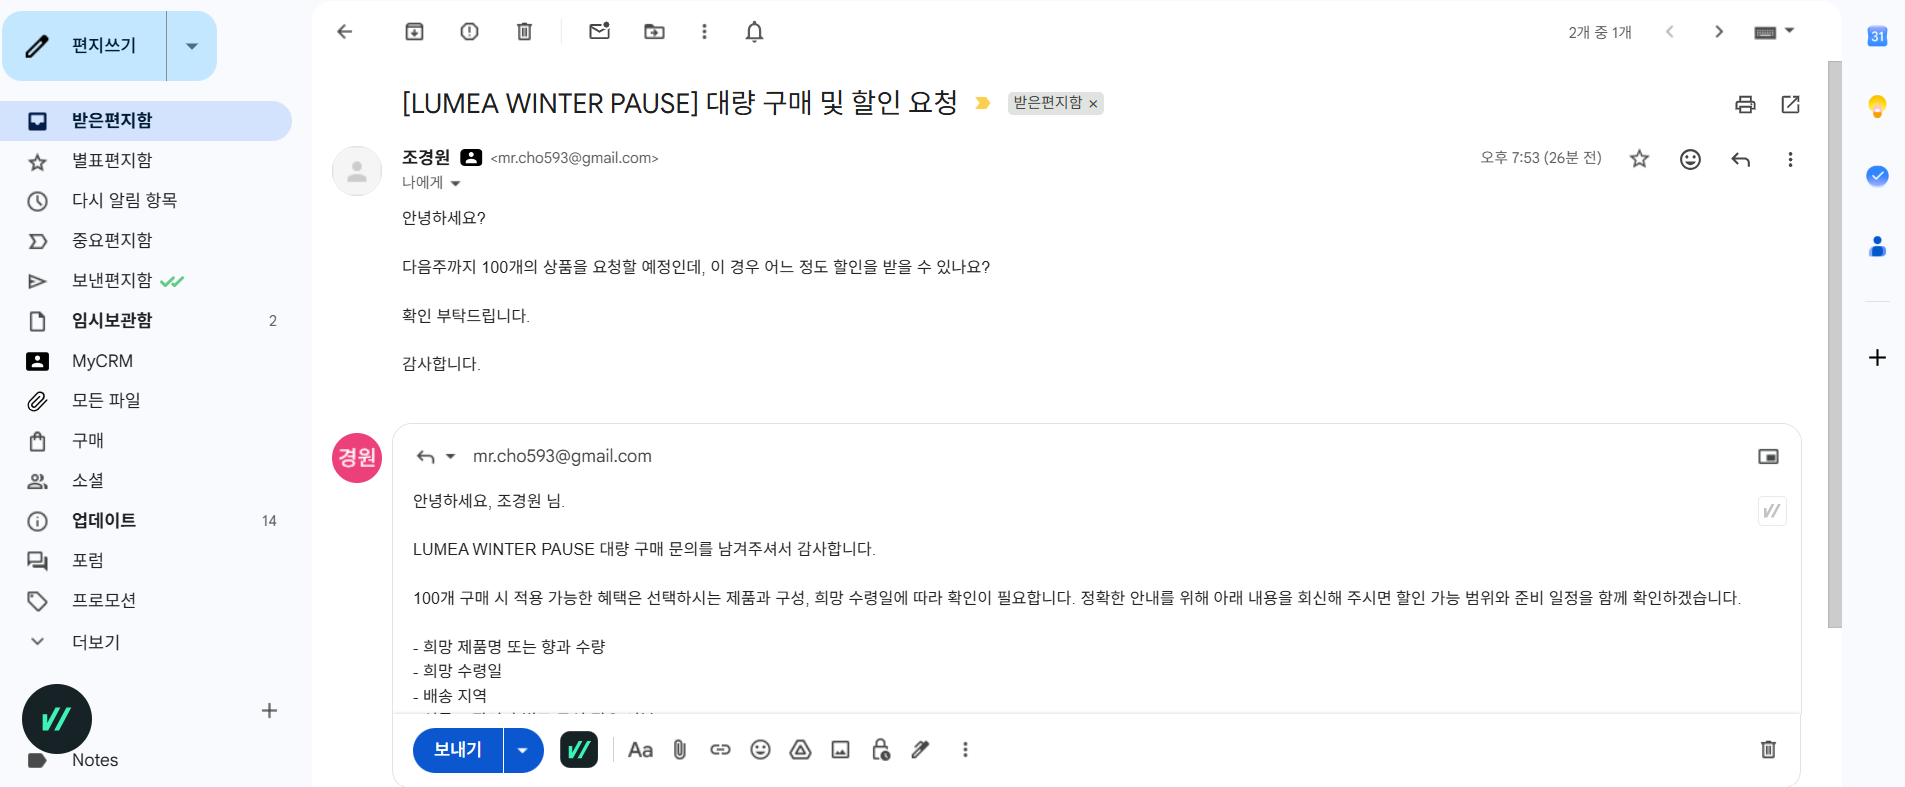 편지쓰기
받은편지함
별표편지함
다시 알림 항목
중요편지함
보낸편지함
임시보관함 2
MyCRM
모든 파일
구매
소셜
업데이트 14
포럼
프로모션
더보기
Notes
2개 중 1개
31
[LUMEA WINTER PAUSE] 대량 구매 및 할인 요청 받은편지함 ×
조경원 <mr.cho593@gmail.com> 오후 7:53 (26분 전)
나에게
안녕하세요?
다음주까지 100개의 상품을 요청할 예정인데, 이 경우 어느 정도 할인을 받을 수 있나요?
확인 부탁드립니다.
감사합니다.
경원
mr.cho593@gmail.com
안녕하세요, 조경원 님.
LUMEA WINTER PAUSE 대량 구매 문의를 남겨주셔서 감사합니다.
100개 구매 시 적용 가능한 혜택은 선택하시는 제품과 구성, 희망 수령일에 따라 확인이 필요합니다. 정확한 안내를 위해 아래 내용을 회신해 주시면 할인 가능 범위와 준비 일정을 함께 확인하겠습니다.
- 희망 제품명 또는 향과 수량
- 희망 수령일
- 배송 지역
보내기
Aa